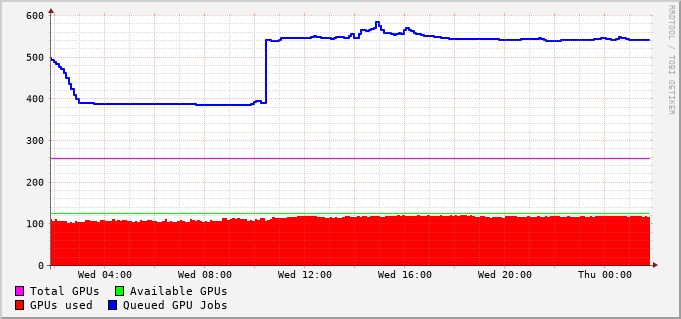 600
500
400
300
200
100
0
Wed 04:00 Wed 08:00 Wed 12:00 Wed 16:00 Wed 20:00 Thu 00:00
Total GPUs Available GPUs
GPUs used Queued GPU Jobs
RRDTOOL / TOBI OETIKER